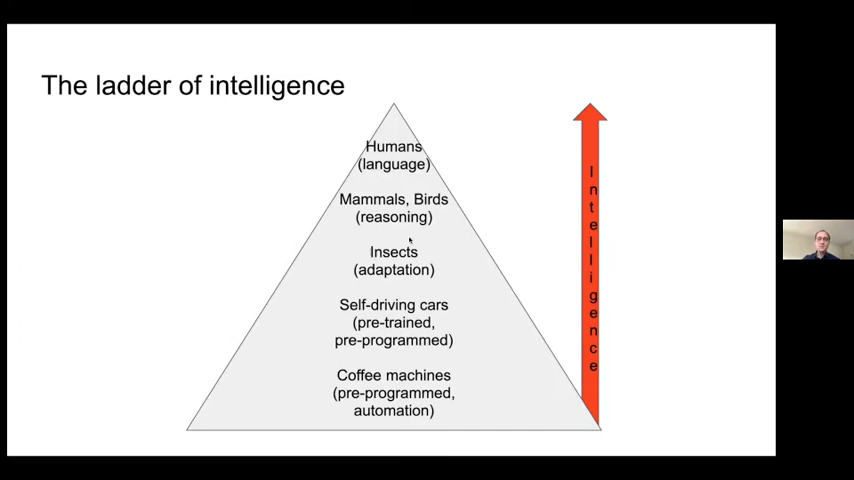 The ladder of intelligence
Humans
(language)
Mammals, Birds
(reasoning)
Insects
(adaptation)
Self-driving cars
(pre-trained,
pre-programmed)
Coffee machines
(pre-programmed,
automation)
Intelligence